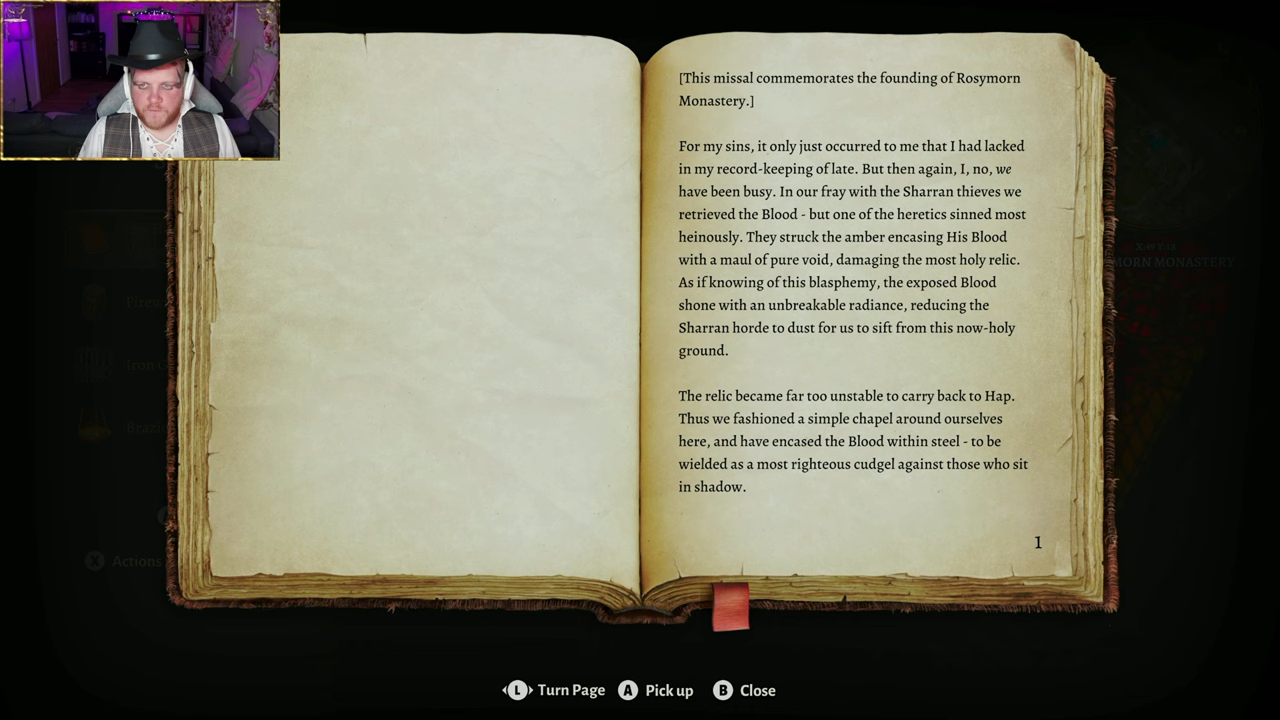 [This missal commemorates the founding of Rosymorn
Monastery.]
For my sins, it only just occurred to me that I had lacked
in my record-keeping of late. But then again, I, no, we
have been busy. In our fray with the Sharran thieves we
retrieved the Blood - but one of the heretics sinned most
heinously. They struck the amber encasing His Blood
with a maul of pure void, damaging the most holy relic.
As if knowing of this blasphemy, the exposed Blood
shone with an unbreakable radiance, reducing the
Sharran horde to dust for us to sift from this now-holy
ground.
The relic became far too unstable to carry back to Hap.
Thus we fashioned a simple chapel around ourselves
here, and have encased the Blood within steel - to be
wielded as a most righteous cudgel against those who sit
in shadow.
1
MORN MONASTERY
X Actions
L Turn Page A Pick up B Close